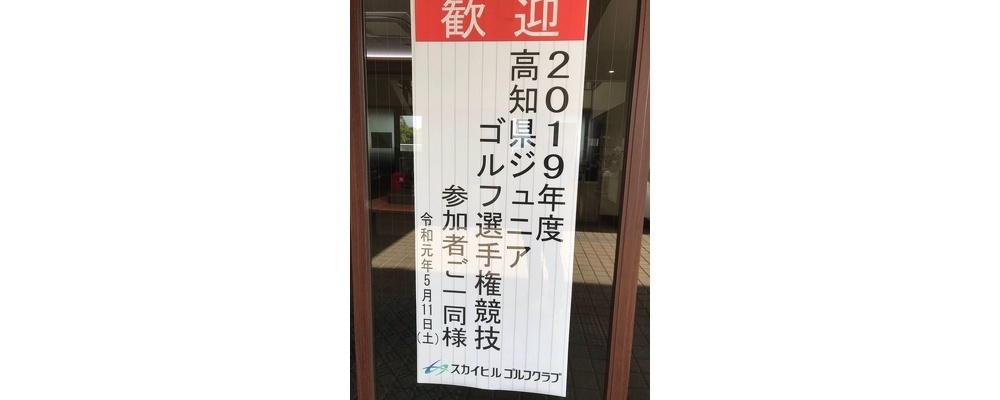 歓迎
2019年度
高知県ジュニア
ゴルフ選手権競技
参加者ご一同様
令和元年5月11日(土)
スカイヒルゴルフクラブ